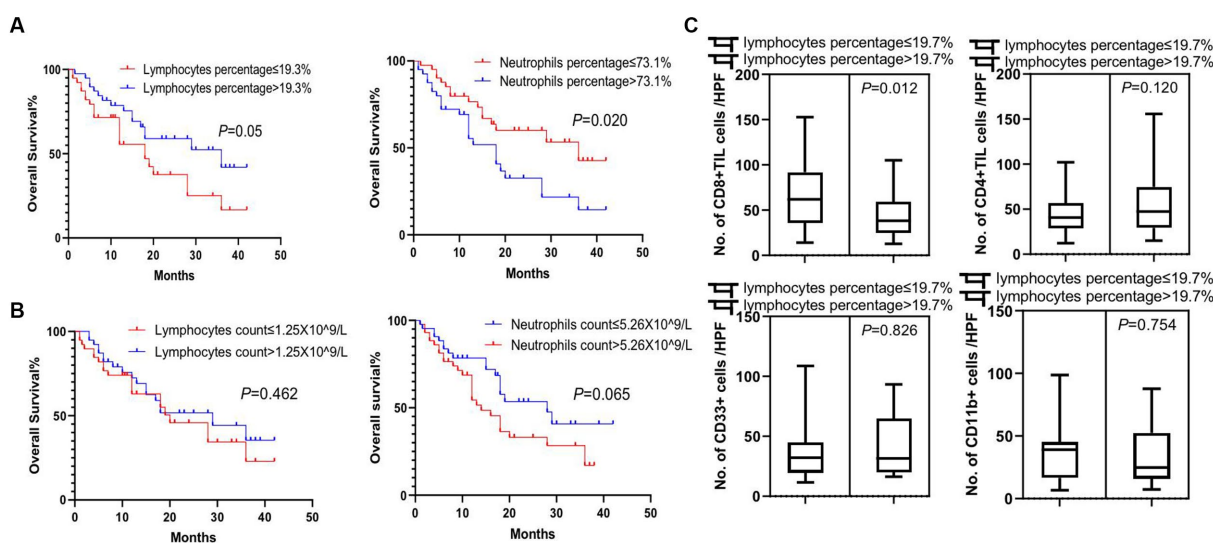 A
Lymphocytes percentage≤19.3%
Lymphocytes percentage>19.3%
P=0.05
Overall Survival%
100
50
0
0 10 20 30 40 50
Months
Neutrophils percentage≤73.1%
Neutrophils percentage>73.1%
P=0.020
Overall Survival%
100
50
0
0 10 20 30 40 50
Months
B
Lymphocytes count≤1.25X10^9/L
Lymphocytes count>1.25X10^9/L
P=0.462
Overall Survival%
100
50
0
0 10 20 30 40 50
Months
Neutrophils count≤5.26X10^9/L
Neutrophils count>5.26X10^9/L
P=0.065
Overall Survival%
100
50
0
0 10 20 30 40 50
Months
C
lymphocytes percentage≤19.7%
lymphocytes percentage>19.7%
P=0.012
No. of CD8+TIL cells /HPF
200
150
100
50
0
lymphocytes percentage≤19.7%
lymphocytes percentage>19.7%
P=0.120
No. of CD4+TIL cells /HPF
200
150
100
50
0
lymphocytes percentage≤19.7%
lymphocytes percentage>19.7%
P=0.826
No. of CD33+ cells /HPF
150
100
50
0
lymphocytes percentage≤19.7%
lymphocytes percentage>19.7%
P=0.754
No. of CD11b+ cells /HPF
150
100
50
0